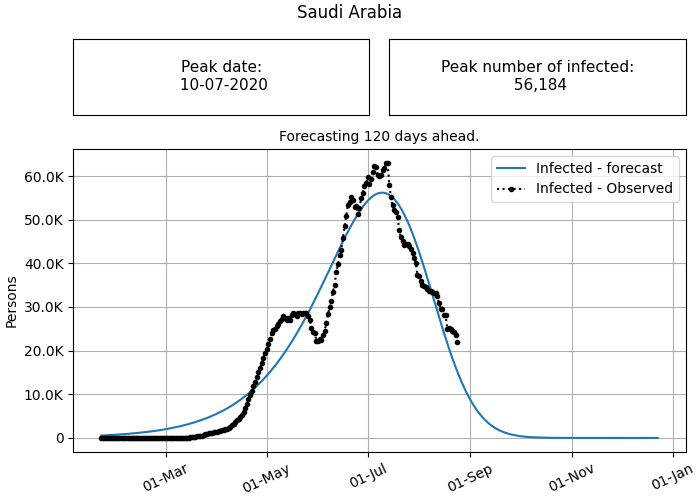 Saudi Arabia
Peak date:
10-07-2020
Peak number of infected:
56,184
Forecasting 120 days ahead.
Infected - forecast
Infected - Observed
Persons
60.0K
50.0K
40.0K
30.0K
20.0K
10.0K
0
01-Mar
01-May
01-Jul
01-Sep
01-Nov
01-Jan